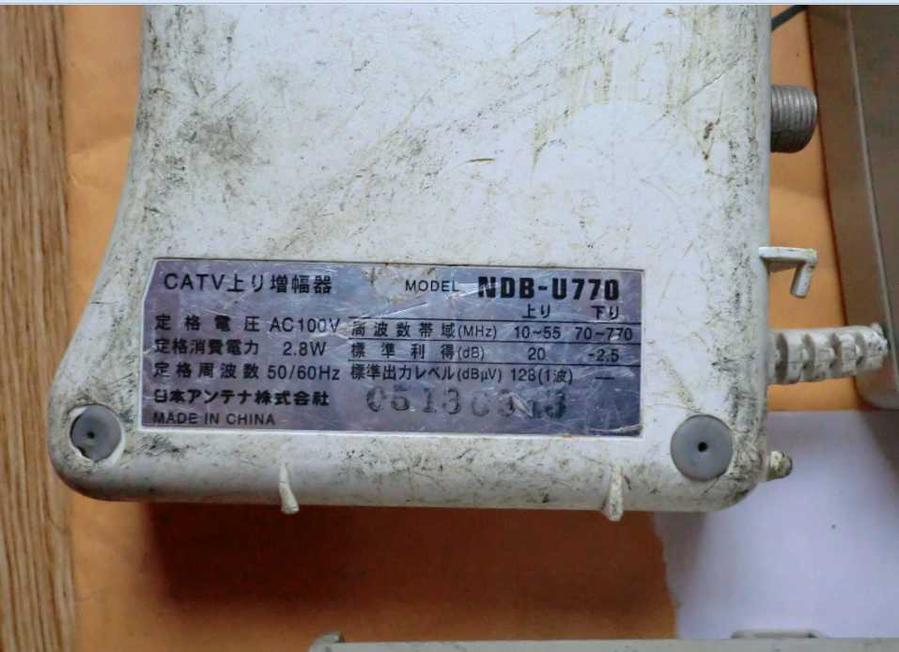 CATV上り増幅器 MODEL NDB-U770
上り 下り
定格電圧 AC100V 周波数帯域(MHz) 10~55 70~770
定格消費電力 2.8W 標準利得(dB) 20 -2.5
定格周波数 50/60Hz 標準出力レベル(dBμV) 128(1波) —
日本アンテナ株式会社
MADE IN CHINA